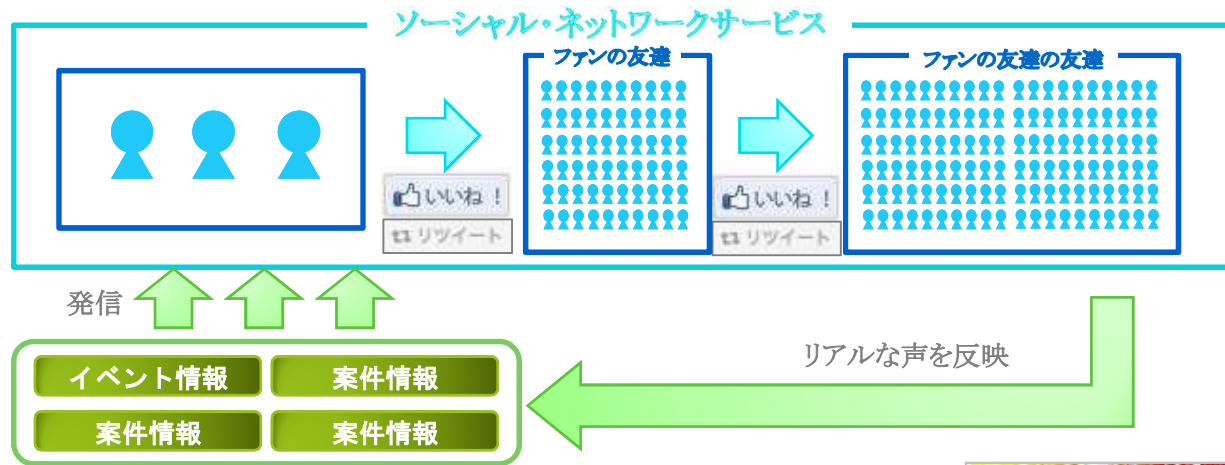 ソーシャル・ネットワークサービス
ファンの友達
ファンの友達の友達
いいね！
リツイート
いいね！
リツイート
発信
リアルな声を反映
イベント情報
案件情報
案件情報
案件情報